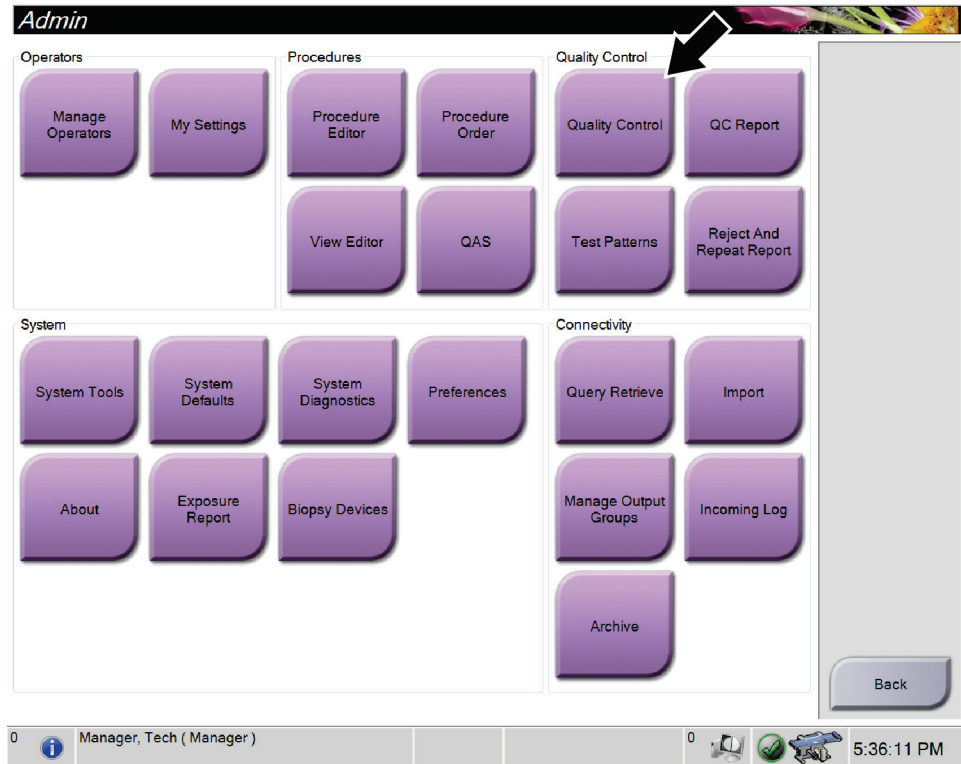 Admin
Operators
Procedures
Quality Control
Manage
Operators
My Settings
Procedure
Editor
Procedure
Order
Quality Control
QC Report
View Editor
QAS
Test Patterns
Reject And
Repeat Report
System
Connectivity
System Tools
System
Defaults
System
Diagnostics
Preferences
Query Retrieve
Import
About
Exposure
Report
Biopsy Devices
Manage Output
Groups
Incoming Log
Archive
Back
0
Manager, Tech ( Manager )
0
5:36:11 PM